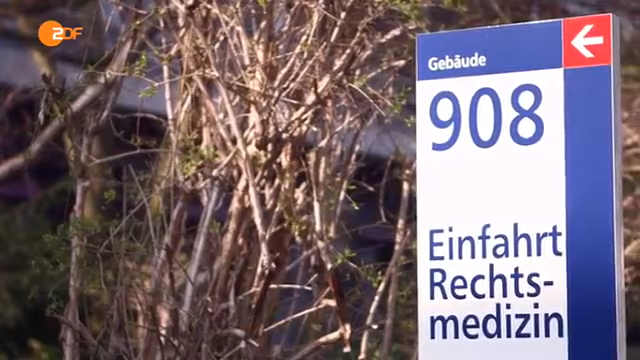 ZDF
Gebäude
908
Einfahrt
Rechts-
medizin